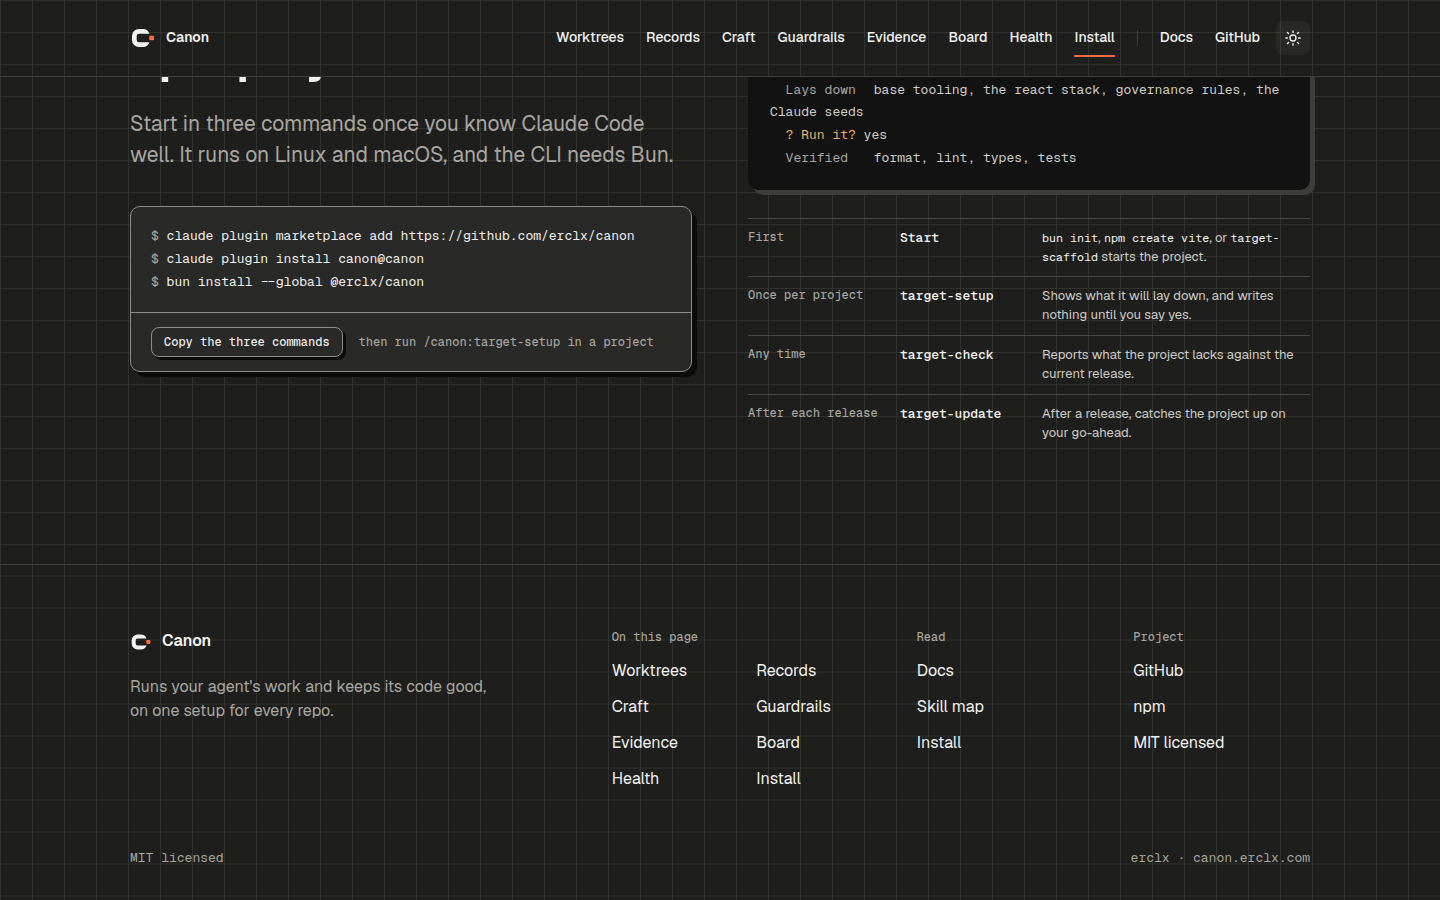 Canon
Worktrees Records Craft Guardrails Evidence Board Health Install Docs GitHub
Start in three commands once you know Claude Code
well. It runs on Linux and macOS, and the CLI needs Bun.
$ claude plugin marketplace add https://github.com/erclx/canon
$ claude plugin install canon@canon
$ bun install --global @erclx/canon
Copy the three commands
then run /canon:target-setup in a project
Lays down base tooling, the react stack, governance rules, the
Claude seeds
? Run it? yes
Verified format, lint, types, tests
First
Start
bun init, npm create vite, or target-
scaffold starts the project.
Once per project
target-setup
Shows what it will lay down, and writes
nothing until you say yes.
Any time
target-check
Reports what the project lacks against the
current release.
After each release
target-update
After a release, catches the project up on
your go-ahead.
Canon
Runs your agent's work and keeps its code good,
on one setup for every repo.
On this page
Worktrees Records
Craft Guardrails
Evidence Board
Health Install
Read
Docs
Skill map
Install
Project
GitHub
npm
MIT licensed
MIT licensed
erclx · canon.erclx.com